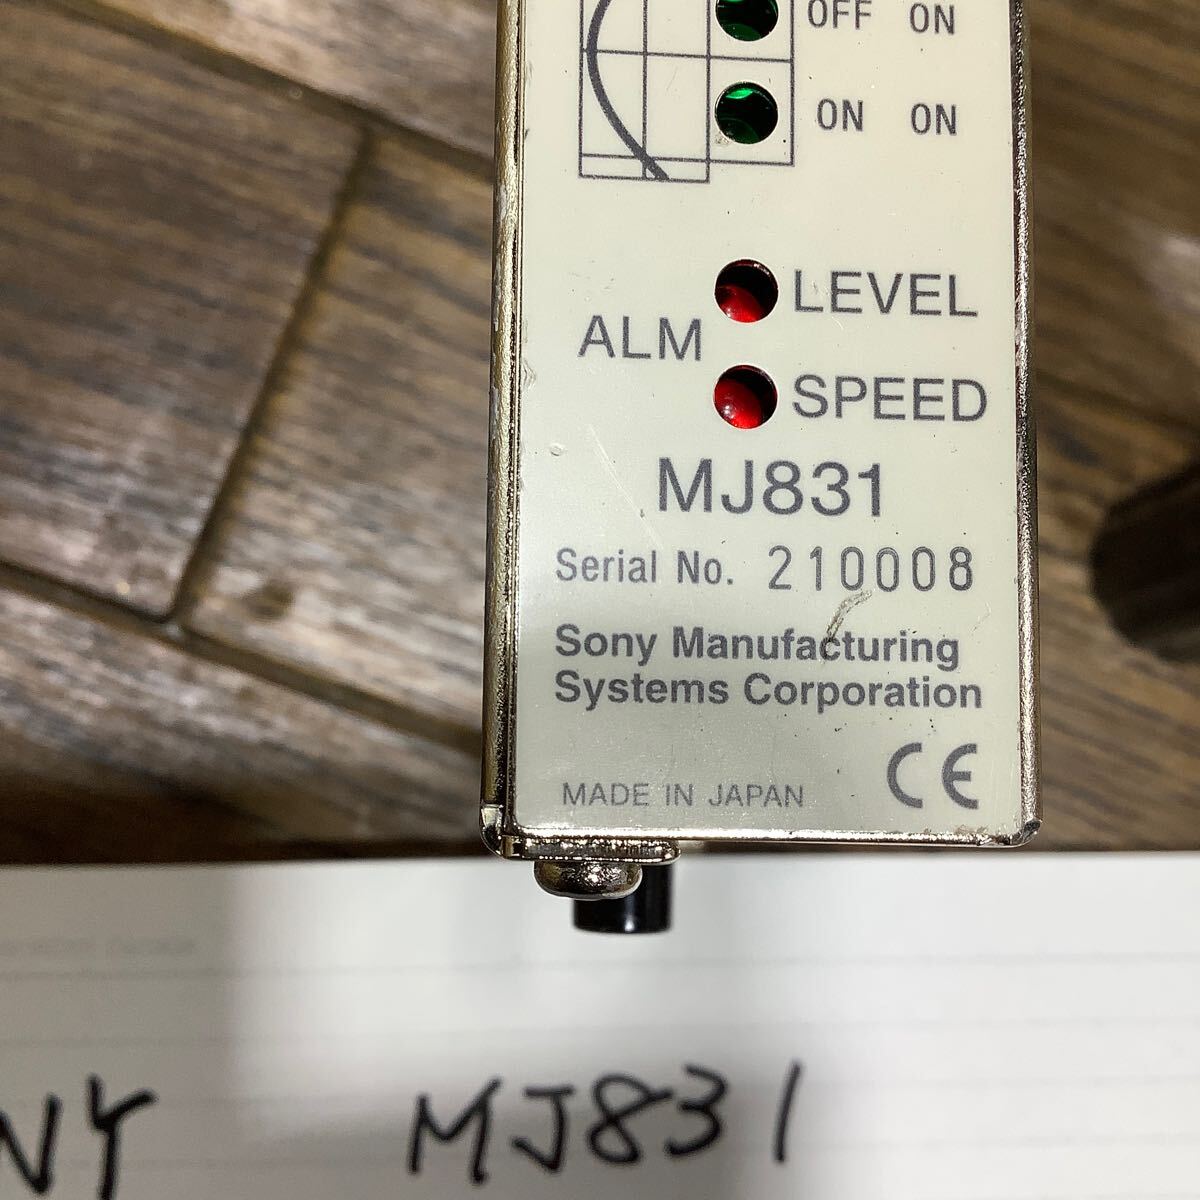 OFF ON
ON ON
LEVEL
ALM
SPEED
MJ831
Serial No. 210008
Sony Manufacturing
Systems Corporation
CE
MADE IN JAPAN
NY MJ831